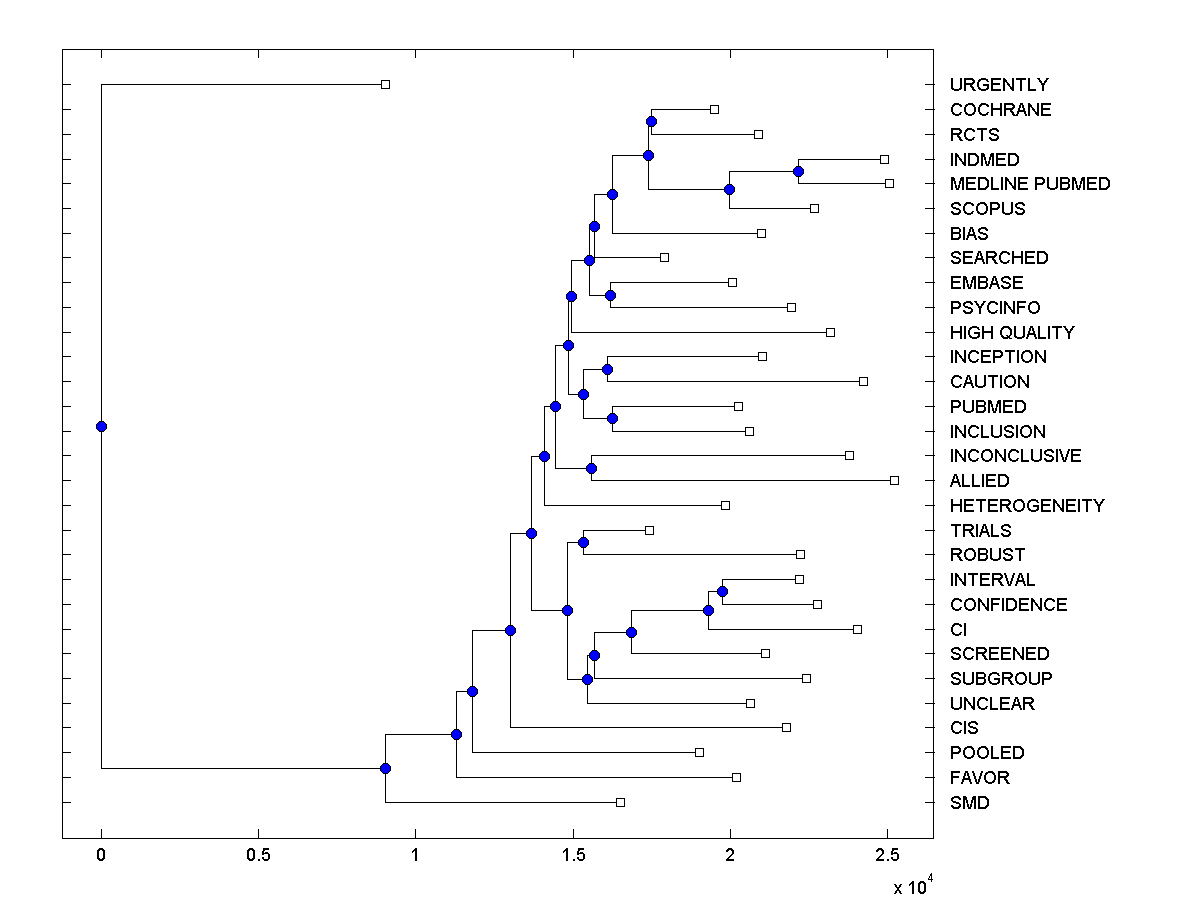 URGENTLY
COCHRANE
RCTS
INDMED
MEDLINE PUBMED
SCOPUS
BIAS
SEARCHED
EMBASE
PSYCINFO
HIGH QUALITY
INCEPTION
CAUTION
PUBMED
INCLUSION
INCONCLUSIVE
ALLIED
HETEROGENEITY
TRIALS
ROBUST
INTERVAL
CONFIDENCE
CI
SCREENED
SUBGROUP
UNCLEAR
CIS
POOLED
FAVOR
SMD
0 0.5 1 1.5 2 2.5
x 10^4